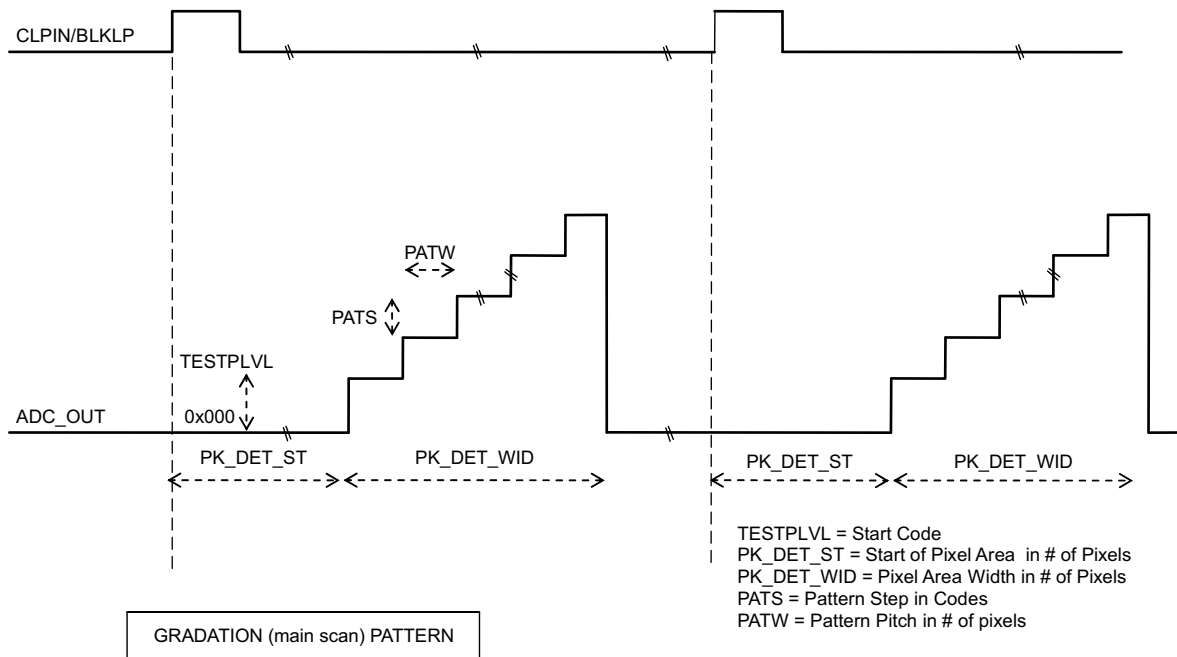 CLPIN/BLKLP
PATW
PATS
TESTPLVL
ADC_OUT
0x000
PK_DET_ST
PK_DET_WID
PK_DET_ST
PK_DET_WID
TESTPLVL = Start Code
PK_DET_ST = Start of Pixel Area in # of Pixels
PK_DET_WID = Pixel Area Width in # of Pixels
PATS = Pattern Step in Codes
PATW = Pattern Pitch in # of pixels
GRADATION (main scan) PATTERN